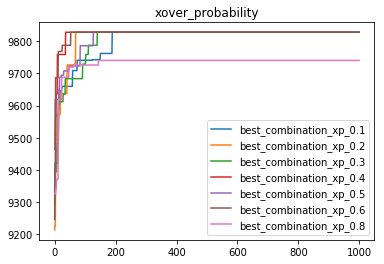 xover_probability
9800
9700
9600
9500
9400
9300
9200
best_combination_xp_0.1
best_combination_xp_0.2
best_combination_xp_0.3
best_combination_xp_0.4
best_combination_xp_0.5
best_combination_xp_0.6
best_combination_xp_0.8
0 200 400 600 800 1000